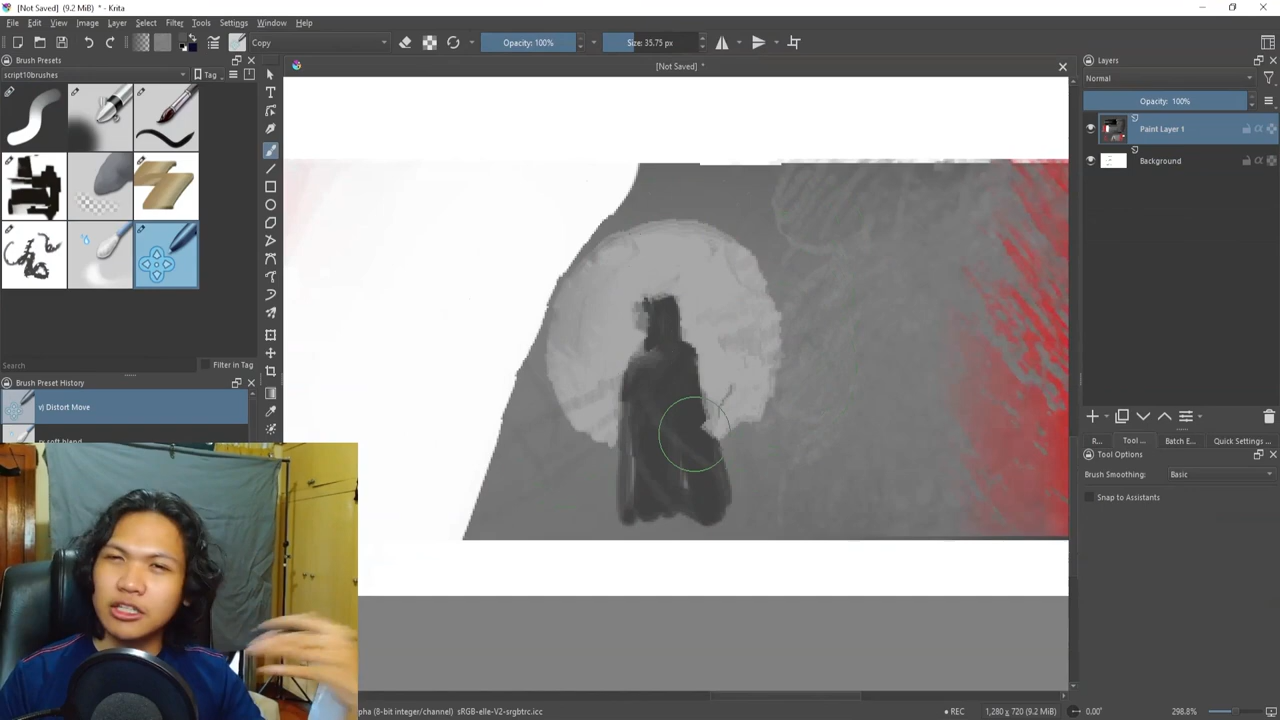 [Not Saved] (9.2 MiB) * - Krita
File Edit View Image Layer Select Filter Tools Settings Window Help
Copy Opacity: 100% Size: 35.75 px
Brush Presets
[Not Saved] *
Layers
script10brushes Tag
Normal
Opacity: 100%
Paint Layer 1
Background
Search Filter in Tag
Brush Preset History
v) Distort Move
R... Tool ... Batch E... Quick Settings ...
Tool Options
Brush Smoothing: Basic
Snap to Assistants
pha (8-bit integer/channel) sRGB-elle-V2-srgbtrc.icc
REC 1,280 x 720 (9.2 MiB) 0.00° 298.8%